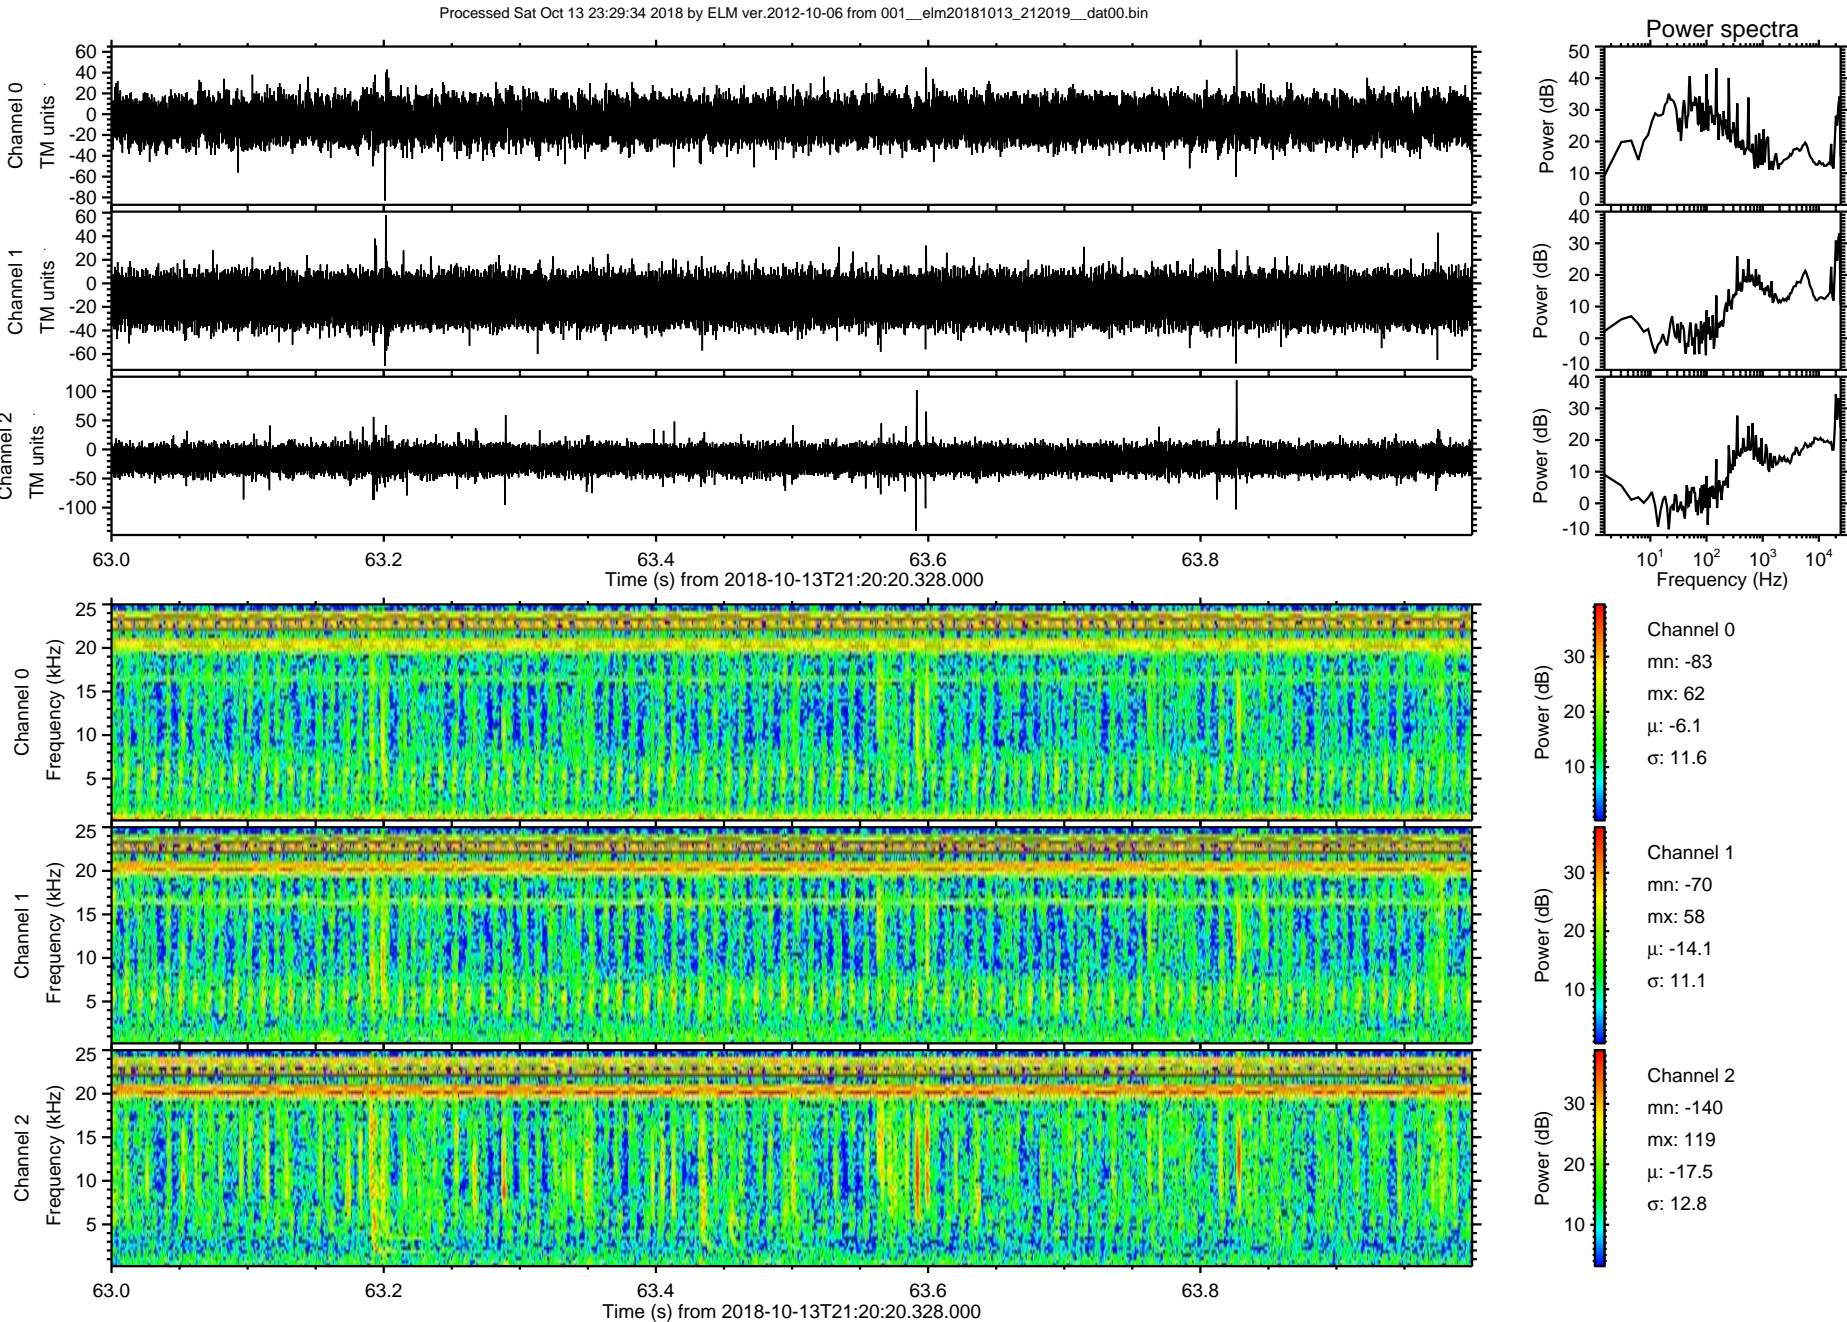 Processed Sat Oct 13 23:29:34 2018 by ELM ver.2012-10-06 from 001__elm20181013_212019__dat00.bin
Power spectra
Channel 0
TM units
60
40
20
0
-20
-40
-60
-80
Power (dB)
50
40
30
20
10
0
Channel 1
TM units
60
40
20
0
-20
-40
-60
Power (dB)
40
30
20
10
0
-10
Channel 2
TM units
100
50
0
-50
-100
Power (dB)
40
30
20
10
0
-10
63.0 63.2 63.4 63.6 63.8
Time (s) from 2018-10-13T21:20:20.328.000
10^1 10^2 10^3 10^4
Frequency (Hz)
Channel 0
Frequency (kHz)
25
20
15
10
5
Power (dB)
30
20
10
Channel 0
mn: -83
mx: 62
μ: -6.1
σ: 11.6
Channel 1
Frequency (kHz)
25
20
15
10
5
Power (dB)
30
20
10
Channel 1
mn: -70
mx: 58
μ: -14.1
σ: 11.1
Channel 2
Frequency (kHz)
25
20
15
10
5
Power (dB)
30
20
10
Channel 2
mn: -140
mx: 119
μ: -17.5
σ: 12.8
63.0 63.2 63.4 63.6 63.8
Time (s) from 2018-10-13T21:20:20.328.000